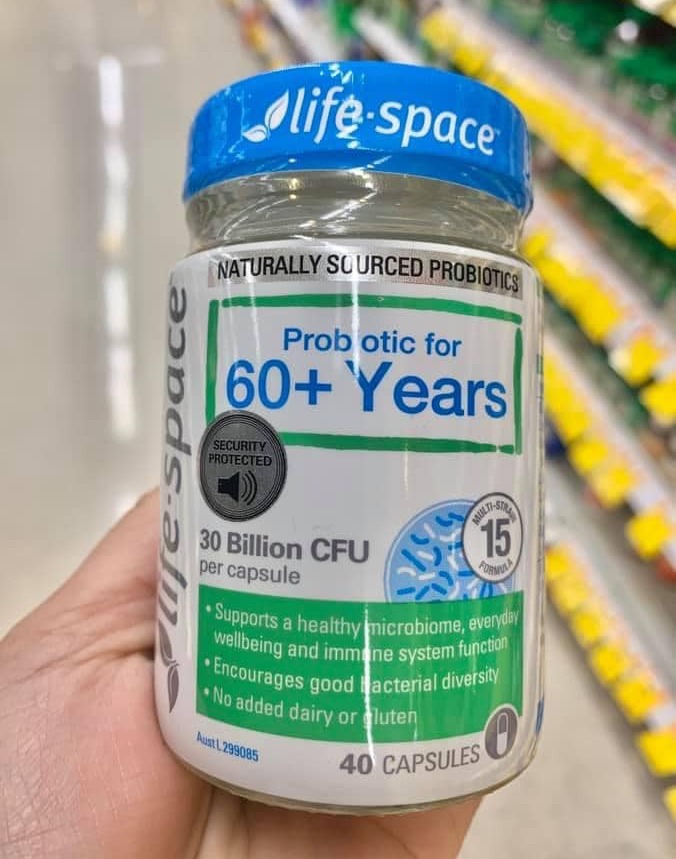 life-space
NATURALLY SOURCED PROBIOTICS
life-space
Probiotic for
60+ Years
SECURITY
PROTECTED
30 Billion CFU
per capsule
MULTI-STRAIN
15
FORMULA
• Supports a healthy microbiome, everyday
wellbeing and immune system function
• Encourages good bacterial diversity
• No added dairy or gluten
Aust L 299085
40 CAPSULES